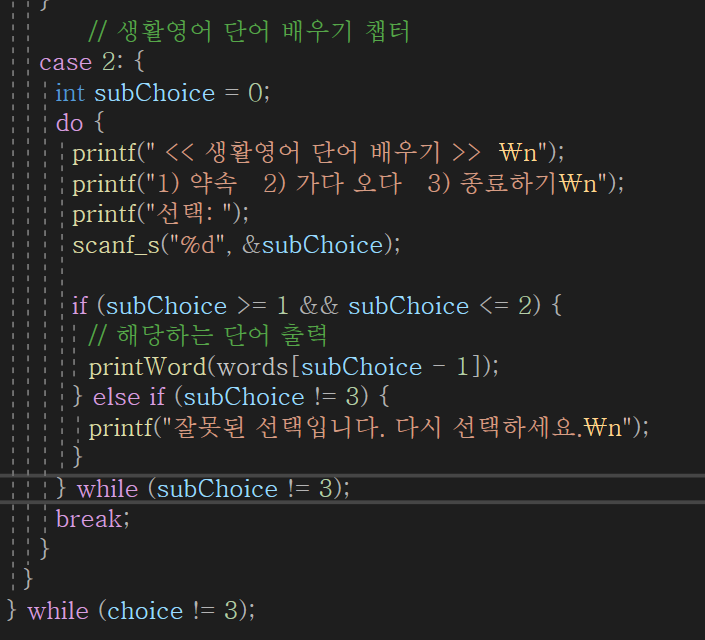 }
// 생활영어 단어 배우기 챕터
case 2: {
int subChoice = 0;
do {
printf(" << 생활영어 단어 배우기 >>  ₩n");
printf("1) 약속   2) 가다 오다   3) 종료하기₩n");
printf("선택: ");
scanf_s("%d", &subChoice);
if (subChoice >= 1 && subChoice <= 2) {
// 해당하는 단어 출력
printWord(words[subChoice - 1]);
} else if (subChoice != 3) {
printf("잘못된 선택입니다. 다시 선택하세요.₩n");
}
} while (subChoice != 3);
break;
}
}
} while (choice != 3);